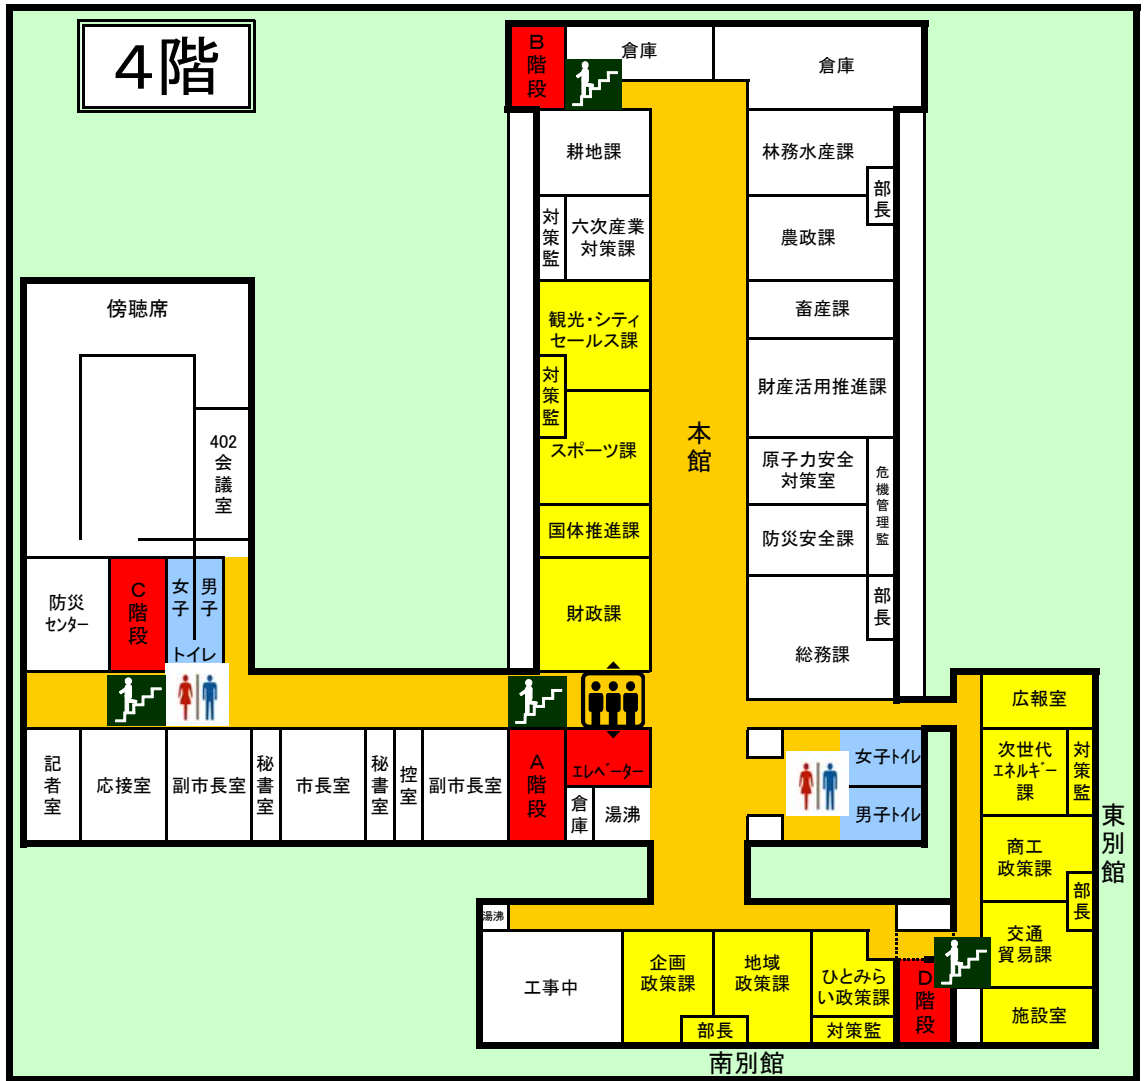 4階
B
階
段
倉庫
倉庫
耕地課
林務水産課
部
長
対
策
監
六次産業
対策課
農政課
観光・シティ
セールス課
畜産課
対
策
監
財産活用推進課
スポーツ課
本
館
原子力安全
対策室
危
機
管
理
監
国体推進課
防災安全課
財政課
部
長
総務課
傍聴席
402
会
議
室
防災
センター
C
階
段
女
子
男
子
トイレ
記
者
室
応接室
副市長室
秘
書
室
市長室
秘
書
室
控
室
副市長室
A
階
段
エレベーター
倉
庫
湯沸
女子トイレ
男子トイレ
広報室
次世代
エネルギー
課
対
策
監
東
別
館
商工
政策課
部
長
交通
貿易課
施設室
湯沸
工事中
企画
政策課
地域
政策課
部長
ひとみら
い政策課
対策監
D
階
段
南別館